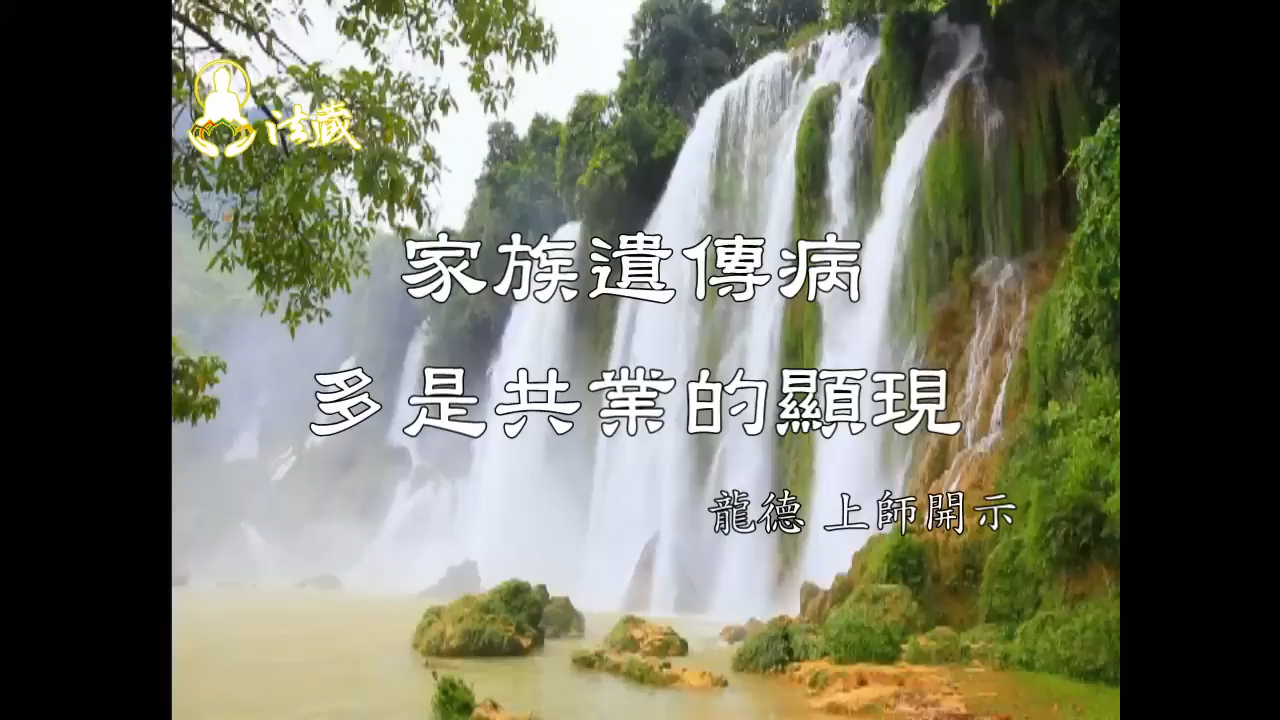 法藏
家族遺傳病
多是共業的顯現
龍德 上師開示